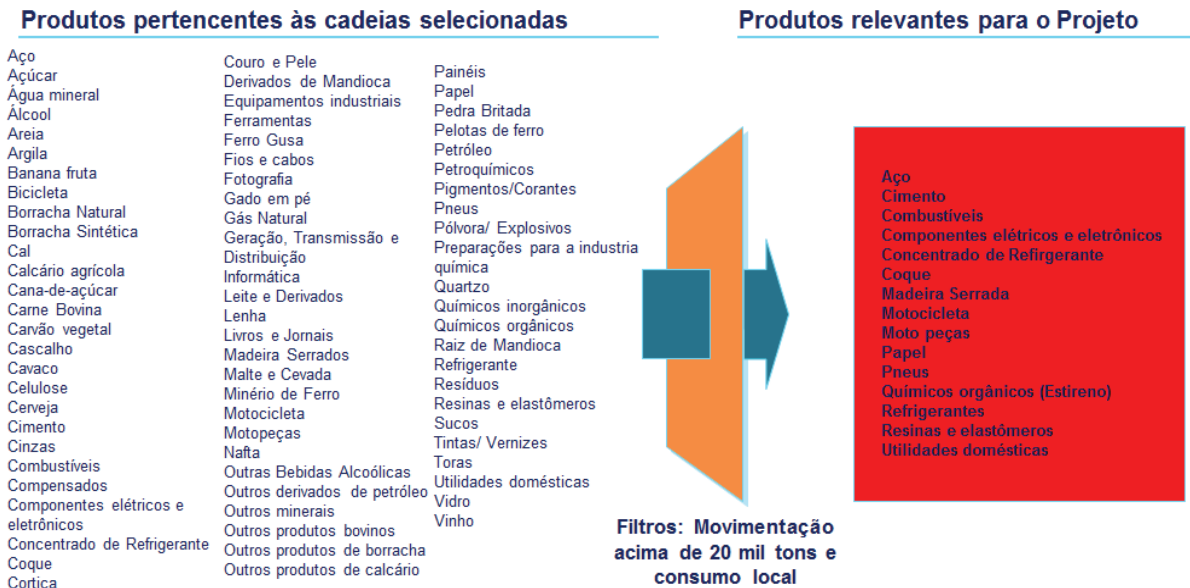 Produtos pertencentes às cadeias selecionadas
Aço
Açúcar
Água mineral
Álcool
Areia
Argila
Banana fruta
Bicicleta
Borracha Natural
Borracha Sintética
Cal
Calcário agrícola
Cana-de-açúcar
Carne Bovina
Carvão vegetal
Cascalho
Cavaco
Celulose
Cerveja
Cimento
Cinzas
Combustíveis
Compensados
Componentes elétricos e
eletrônicos
Concentrado de Refrigerante
Coque
Cortiça
Couro e Pele
Derivados de Mandioca
Equipamentos industriais
Ferramentas
Ferro Gusa
Fios e cabos
Fotografia
Gado em pé
Gás Natural
Geração, Transmissão e
Distribuição
Informática
Leite e Derivados
Lenha
Livros e Jornais
Madeira Serrados
Malte e Cevada
Minério de Ferro
Motocicleta
Motopeças
Nafta
Outras Bebidas Alcoólicas
Outros derivados de petróleo
Outros minerais
Outros produtos bovinos
Outros produtos de borracha
Outros produtos de calcário
Painéis
Papel
Pedra Britada
Pelotas de ferro
Petróleo
Petroquímicos
Pigmentos/Corantes
Pneus
Pólvora/ Explosivos
Preparações para a industria
química
Quartzo
Químicos inorgânicos
Químicos orgânicos
Raiz de Mandioca
Refrigerante
Resíduos
Resinas e elastômeros
Sucos
Tintas/ Vernizes
Toras
Utilidades domésticas
Vidro
Vinho
Filtros: Movimentação
acima de 20 mil tons e
consumo local
Produtos relevantes para o Projeto
Aço
Cimento
Combustíveis
Componentes elétricos e eletrônicos
Concentrado de Refirgerante
Coque
Madeira Serrada
Motocicleta
Moto peças
Papel
Pneus
Químicos orgânicos (Estireno)
Refrigerantes
Resinas e elastômeros
Utilidades domésticas